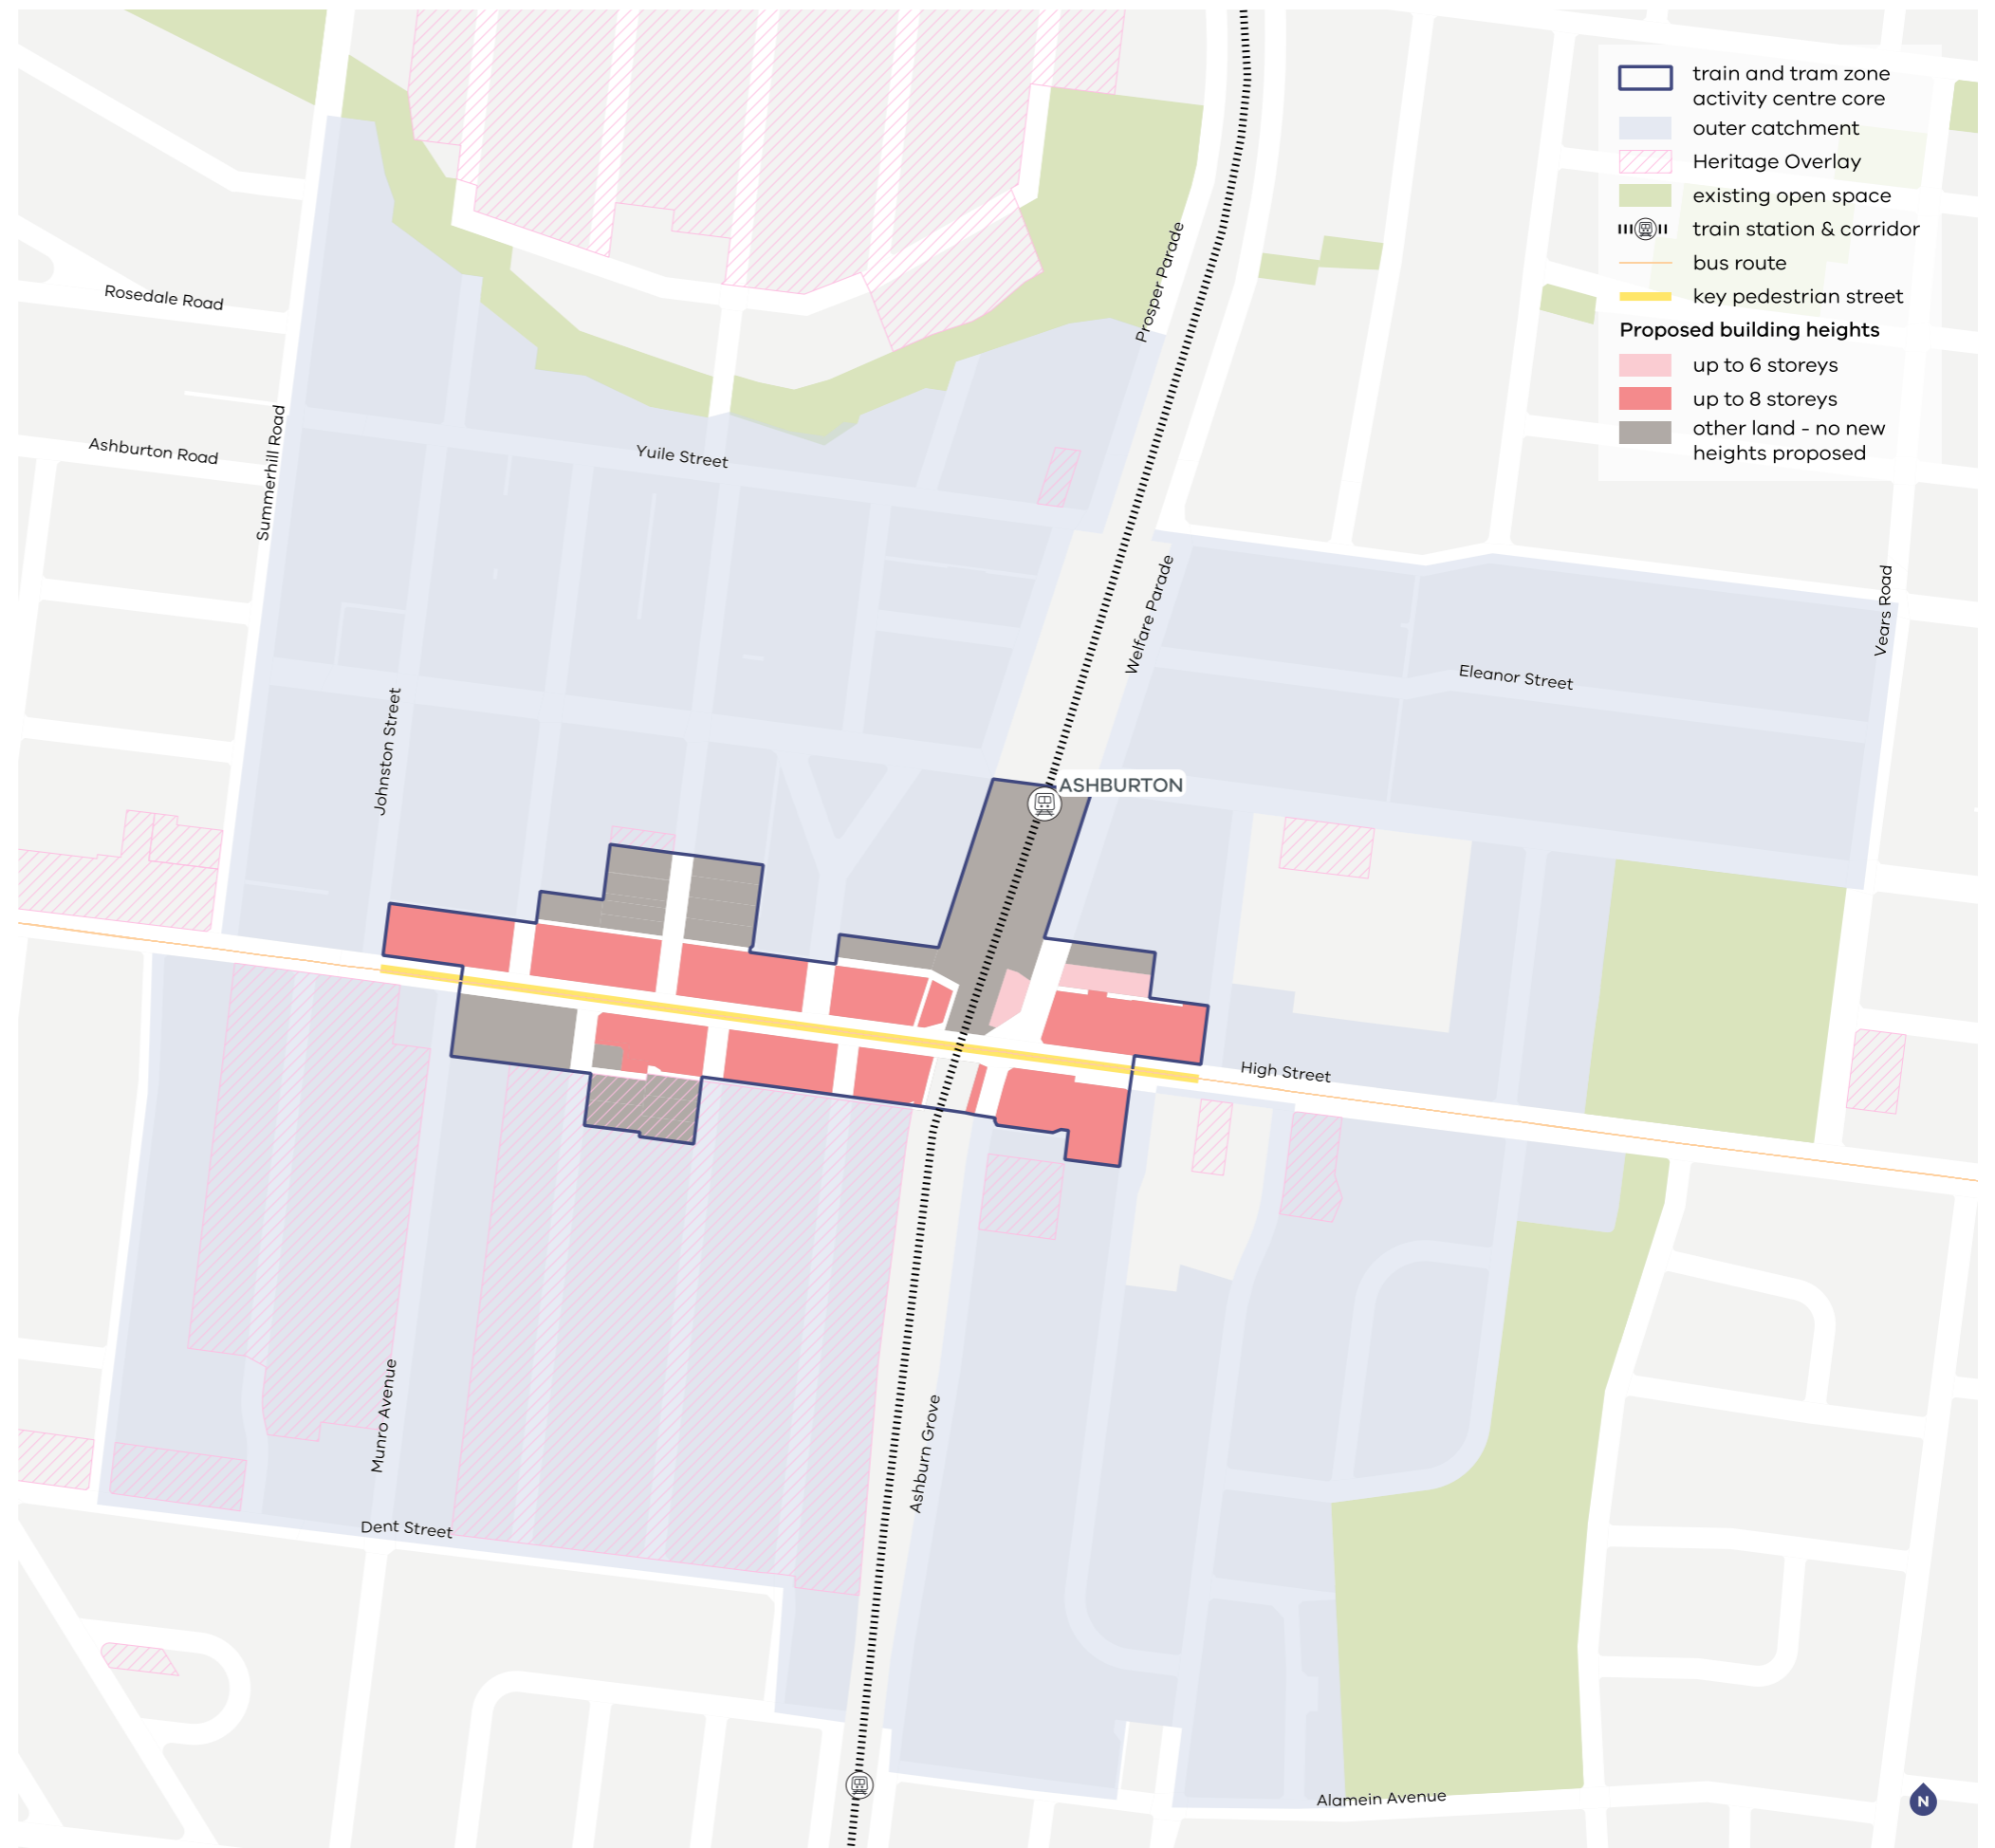 train and tram zone
activity centre core
outer catchment
Heritage Overlay
existing open space
train station & corridor
bus route
key pedestrian street
Proposed building heights
up to 6 storeys
up to 8 storeys
other land - no new
heights proposed
Prosper Parade
Rosedale Road
Summerhill Road
Ashburton Road
Yuile Street
Welfare Parade
Vears Road
Eleanor Street
Johnston Street
ASHBURTON
High Street
Munro Avenue
Ashburn Grove
Dent Street
Alamein Avenue
N